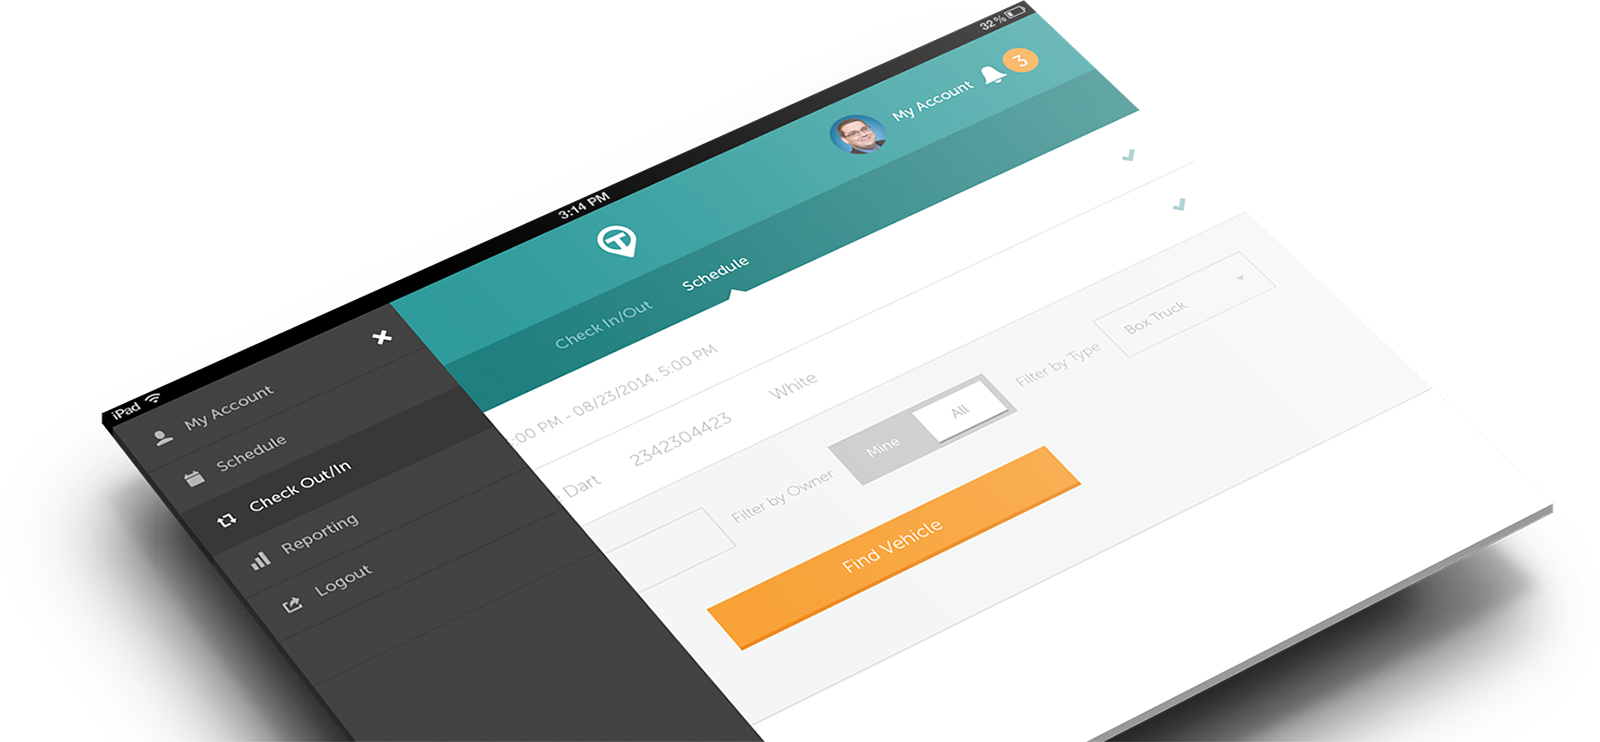 iPad
3:14 PM
32%
My Account
3
T
Check In/Out
Schedule
My Account
Schedule
Check Out/In
Reporting
Logout
:00 PM - 08/23/2014, 5:00 PM
Dart
2342304423
White
Filter by Owner
Mine
All
Filter by Type
Box Truck
Find Vehicle